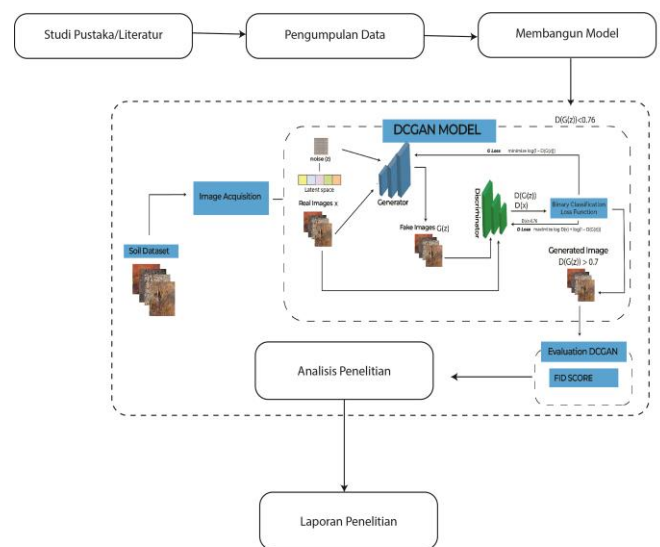 Studi Pustaka/Literatur
Pengumpulan Data
Membangun Model
D(G(z))<0.76
DCGAN MODEL
noise (z)
Latent space
Real Images x
Generator
G Loss
Image Acquisition
Soil Dataset
Fake Images G(z)
Discriminator
D(G(z))
D(x)
Binary Classification
Loss Function
D Loss
Generated Image
D(G(z)) > 0.7
Evaluation DCGAN
FID SCORE
Analisis Penelitian
Laporan Penelitian